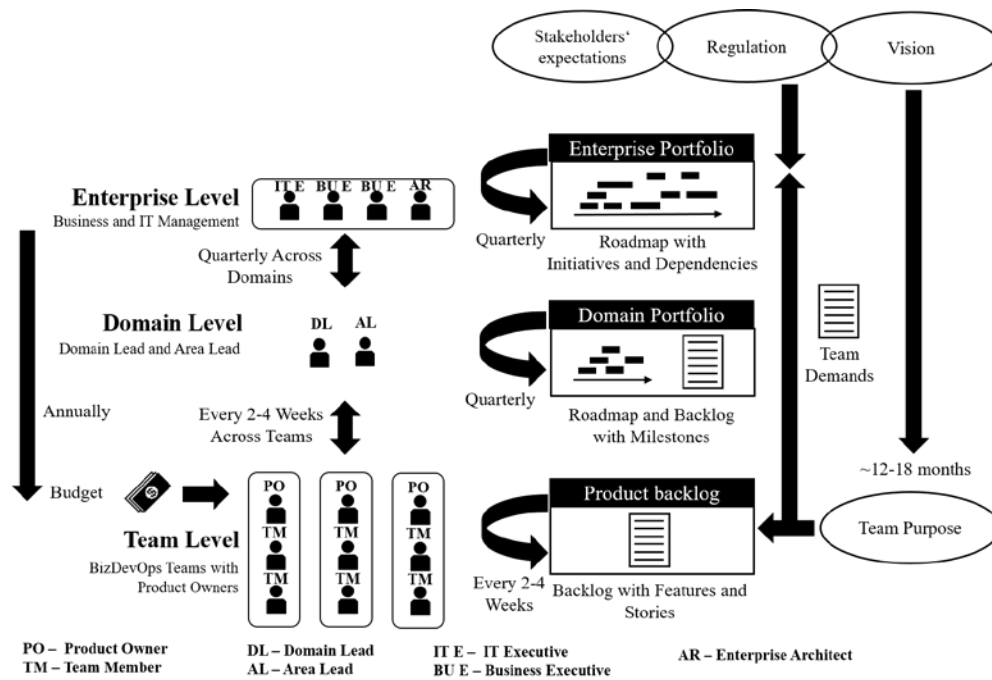 Stakeholders'
expectations
Regulation
Vision
Enterprise Level
Business and IT Management
IT E BU E BU E AR
Quarterly Across
Domains
Enterprise Portfolio
Quarterly
Roadmap with
Initiatives and Dependencies
Domain Level
Domain Lead and Area Lead
DL AL
Domain Portfolio
Quarterly
Roadmap and Backlog
with Milestones
Team
Demands
Annually
Every 2-4 Weeks
Across Teams
~12-18 months
Budget
$
Team Level
BizDevOps Teams with
Product Owners
PO PO PO
TM TM TM
TM TM TM
Product backlog
Every 2-4
Weeks
Backlog with Features and
Stories
Team Purpose
PO – Product Owner
TM – Team Member
DL – Domain Lead
AL – Area Lead
IT E – IT Executive
BU E – Business Executive
AR – Enterprise Architect